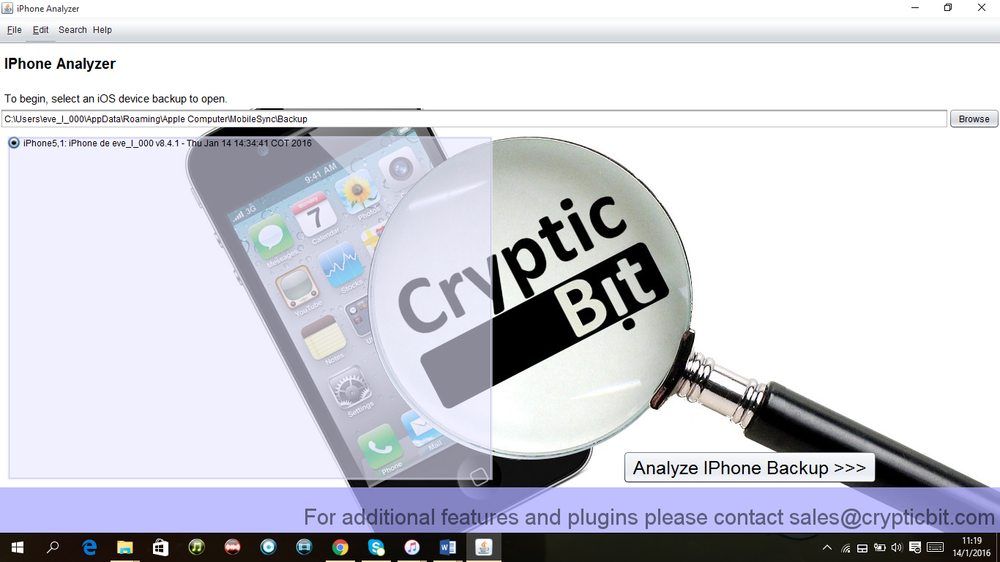 iPhone Analyzer
File Edit Search Help
IPhone Analyzer
To begin, select an iOS device backup to open.
C:\Users\eve_l_000\AppData\Roaming\Apple Computer\MobileSync\Backup
Browse
iPhone5,1: iPhone de eve_l_000 v8.4.1 - Thu Jan 14 14:34:41 COT 2016
3G 9:41 AM
Messages
Monday
7
Calendar
Photos
YouTube
Stocks
Notes
Settings
Phone
Mail
Cryptic
Bit
Analyze IPhone Backup >>>
For additional features and plugins please contact sales@crypticbit.com
11:19
14/1/2016